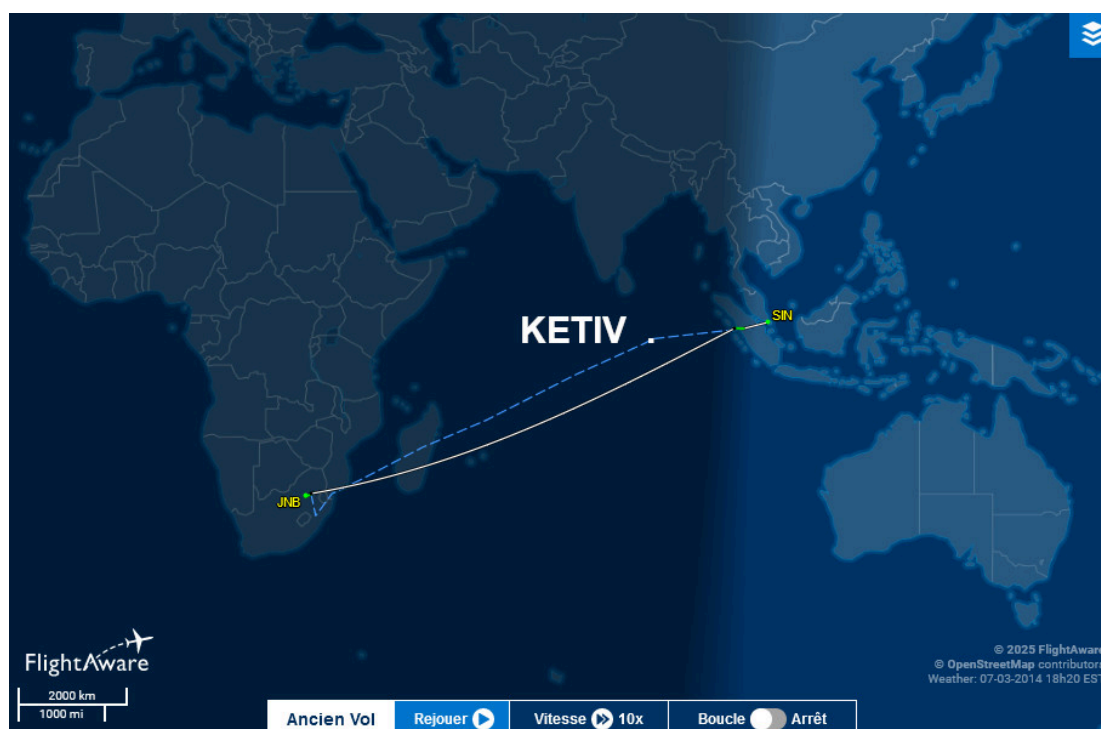 KETIV
SIN
JNB
FlightAware
2000 km
1000 mi
© 2025 FlightAware
© OpenStreetMap contributors
Weather: 07-03-2014 18h20 EST
Ancien Vol
Rejouer
Vitesse 10x
Boucle Arrêt